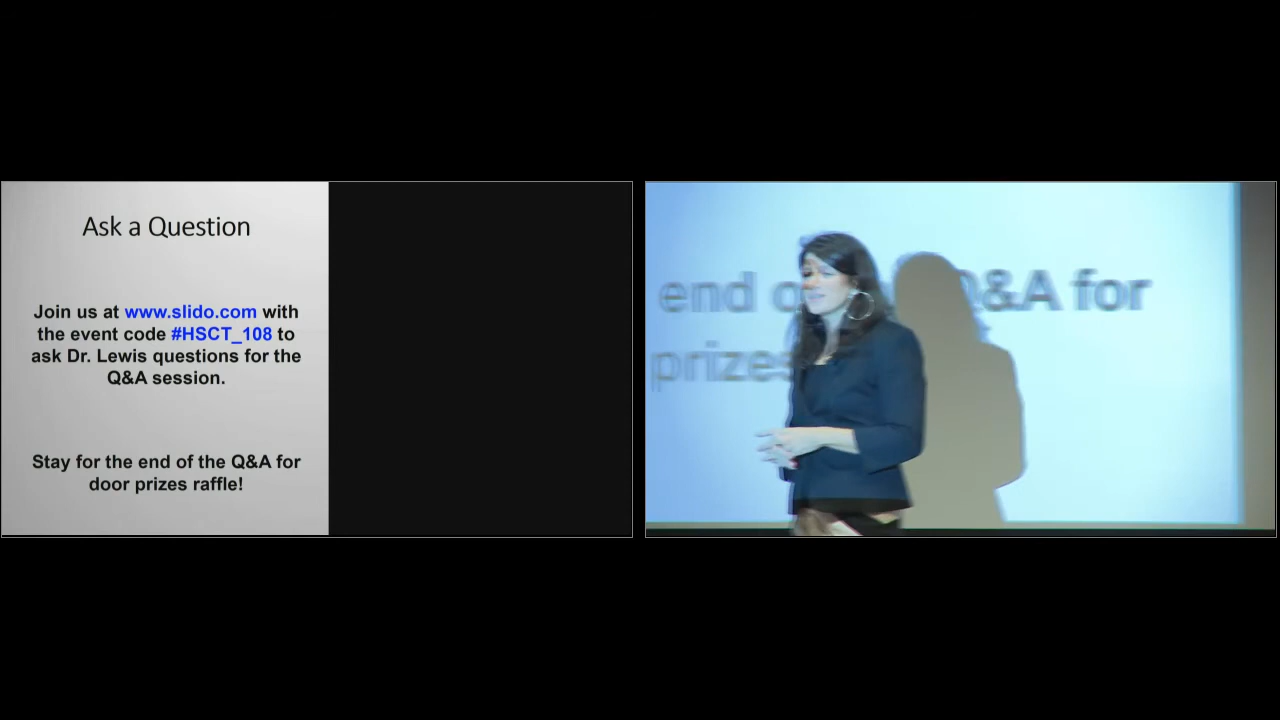 Ask a Question
Join us at www.slido.com with
the event code #HSCT_108 to
ask Dr. Lewis questions for the
Q&A session.
Stay for the end of the Q&A for
door prizes raffle!
end Q&A for
prizes